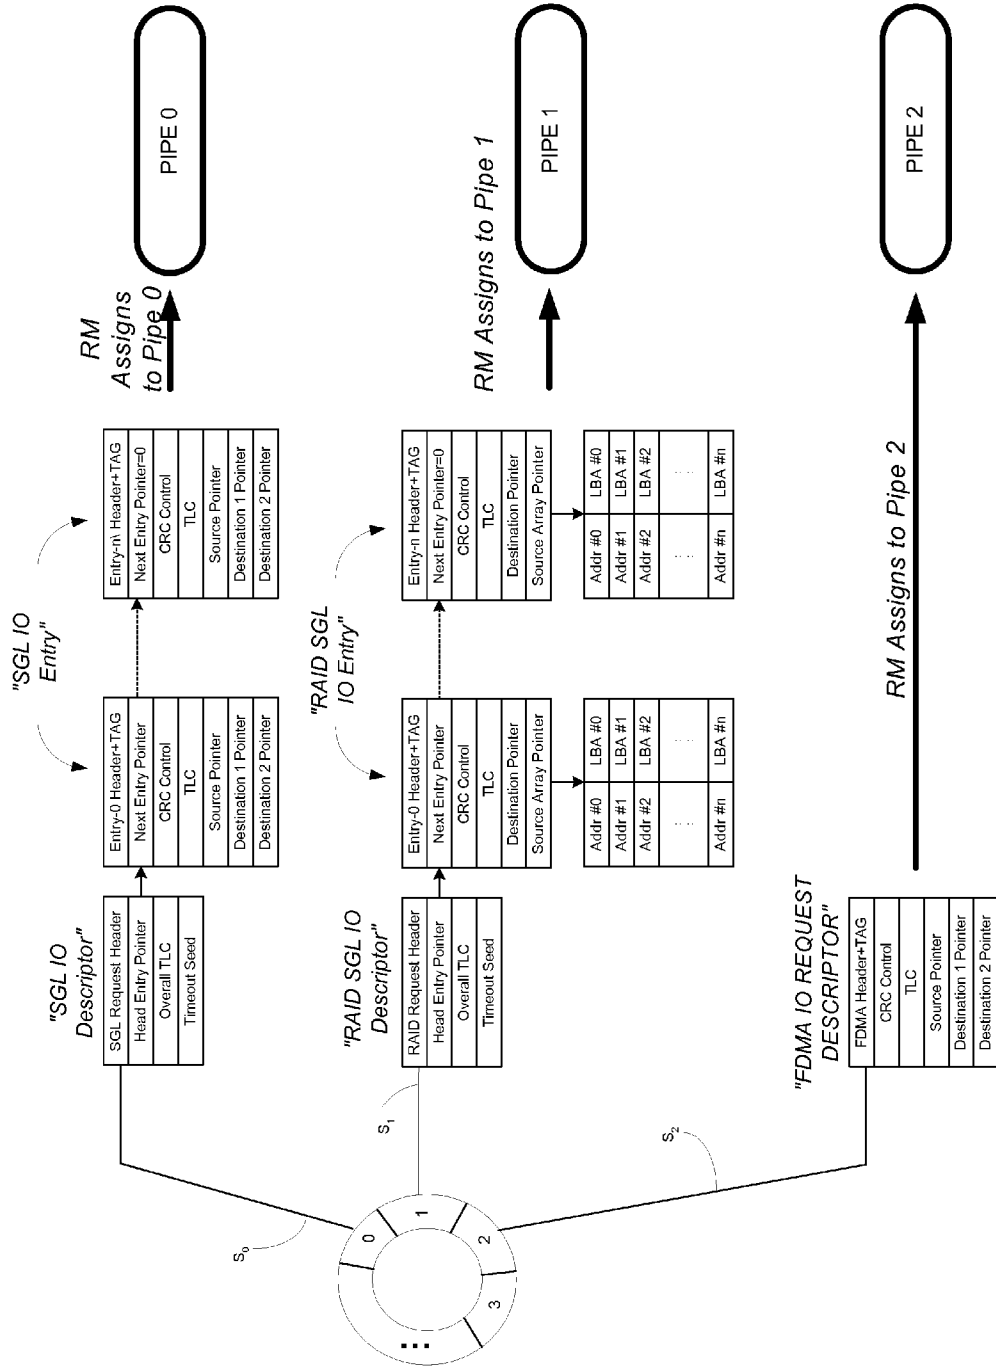 "SGL IO
Descriptor"
SGL Request Header
Head Entry Pointer
Overall TLC
Timeout Seed
"SGL IO
Entry"
Entry-0 Header+TAG
Next Entry Pointer
CRC Control
TLC
Source Pointer
Destination 1 Pointer
Destination 2 Pointer
Entry-n\ Header+TAG
Next Entry Pointer=0
CRC Control
TLC
Source Pointer
Destination 1 Pointer
Destination 2 Pointer
RM
Assigns
to Pipe 0
PIPE 0
S0
0
1
2
3
...
S1
"RAID SGL IO
Descriptor"
RAID Request Header
Head Entry Pointer
Overall TLC
Timeout Seed
"RAID SGL
IO Entry"
Entry-0 Header+TAG
Next Entry Pointer
CRC Control
TLC
Destination Pointer
Source Array Pointer
Addr #0 LBA #0
Addr #1 LBA #1
Addr #2 LBA #2
: :
Addr #n LBA #n
Entry-n Header+TAG
Next Entry Pointer=0
CRC Control
TLC
Destination Pointer
Source Array Pointer
Addr #0 LBA #0
Addr #1 LBA #1
Addr #2 LBA #2
: :
Addr #n LBA #n
RM Assigns to Pipe 1
PIPE 1
S2
"FDMA IO REQUEST
DESCRIPTOR"
FDMA Header+TAG
CRC Control
TLC
Source Pointer
Destination 1 Pointer
Destination 2 Pointer
RM Assigns to Pipe 2
PIPE 2